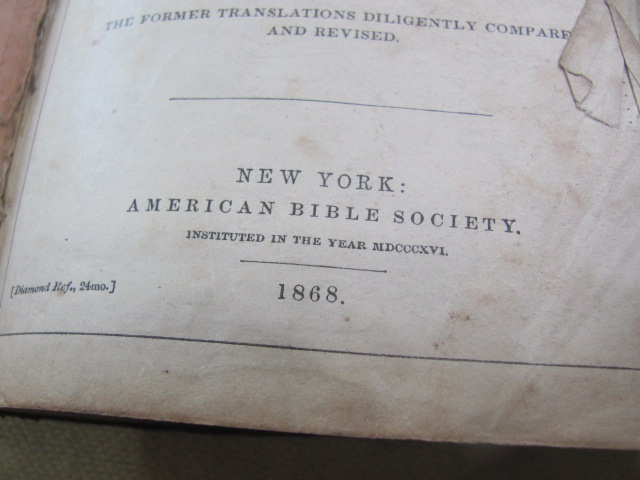 THE FORMER TRANSLATIONS DILIGENTLY COMPARE
AND REVISED.
NEW YORK:
AMERICAN BIBLE SOCIETY,
INSTITUTED IN THE YEAR MDCCCXVI.
1868.
[Diamond Ref., 24mo.]